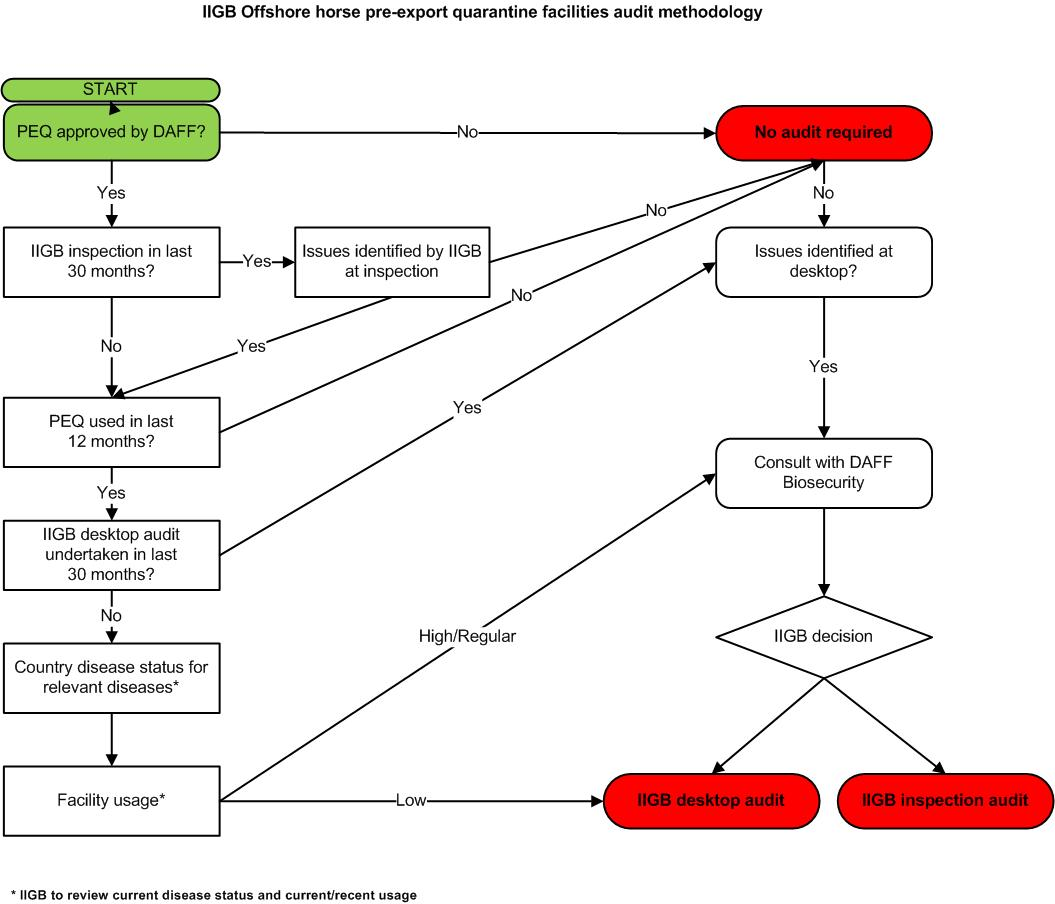 IIGB Offshore horse pre-export quarantine facilities audit methodology
START
PEQ approved by DAFF?
No
No audit required
Yes
No
No
IIGB inspection in last
30 months?
Yes
Issues identified by IIGB
at inspection
Issues identified at
desktop?
No
No
Yes
Yes
Yes
PEQ used in last
12 months?
Consult with DAFF
Biosecurity
Yes
IIGB desktop audit
undertaken in last
30 months?
No
High/Regular
IIGB decision
Country disease status for
relevant diseases*
Facility usage*
Low
IIGB desktop audit
IIGB inspection audit
* IIGB to review current disease status and current/recent usage